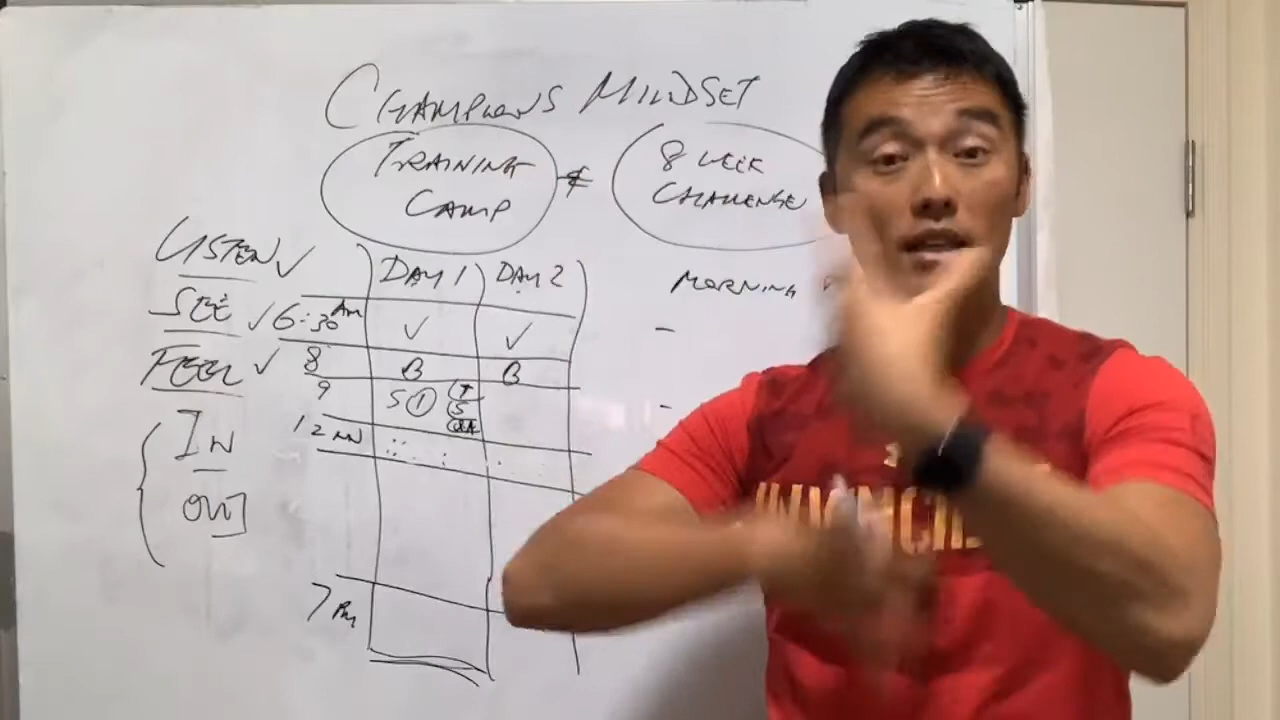 CHAMPIONS MINDSET
TRAINING CAMP
8 WEEK CHALLENGE
LISTEN ✓
SEE ✓
FEEL ✓
IN
OUT
DAY 1 DAY 2
6:30 AM ✓ ✓
8 B B
9 S 1
12 NN
7 PM
MORNING